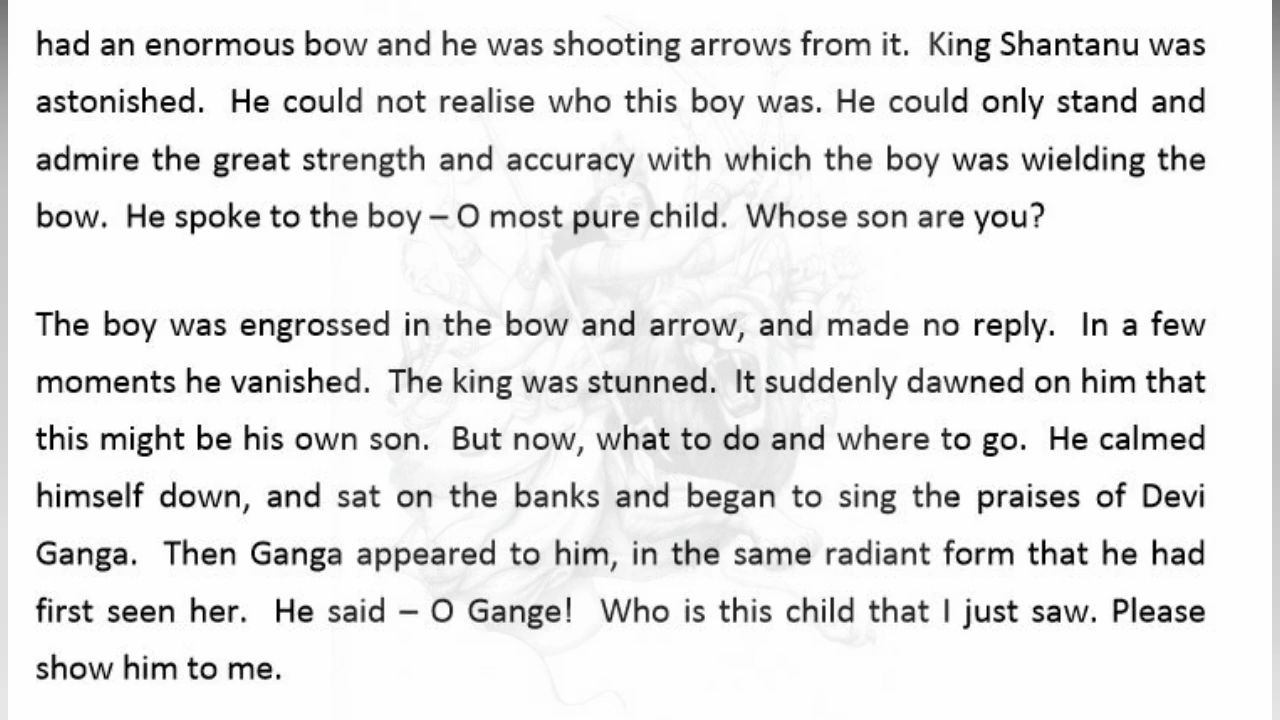 had an enormous bow and he was shooting arrows from it.  King Shantanu was
astonished.  He could not realise who this boy was. He could only stand and
admire the great strength and accuracy with which the boy was wielding the
bow.  He spoke to the boy – O most pure child.  Whose son are you?
The boy was engrossed in the bow and arrow, and made no reply.  In a few
moments he vanished.  The king was stunned.  It suddenly dawned on him that
this might be his own son.  But now, what to do and where to go.  He calmed
himself down, and sat on the banks and began to sing the praises of Devi
Ganga.  Then Ganga appeared to him, in the same radiant form that he had
first seen her.  He said – O Gange!  Who is this child that I just saw. Please
show him to me.